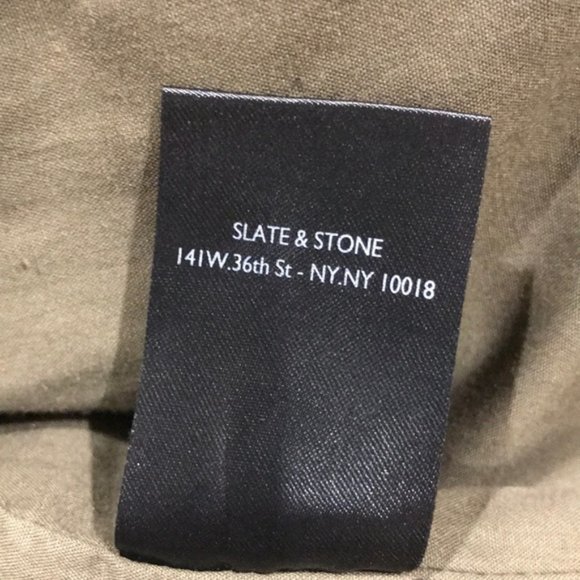 SLATE & STONE
141W.36th St - NY.NY 10018